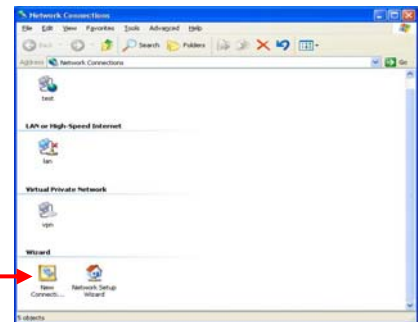 Network Connections
File Edit View Favorites Tools Advanced Help
Back Search Folders
Address Network Connections Go
test
LAN or High-Speed Internet
lan
Virtual Private Network
vpn
Wizard
New Connecti... Network Setup Wizard
5 objects